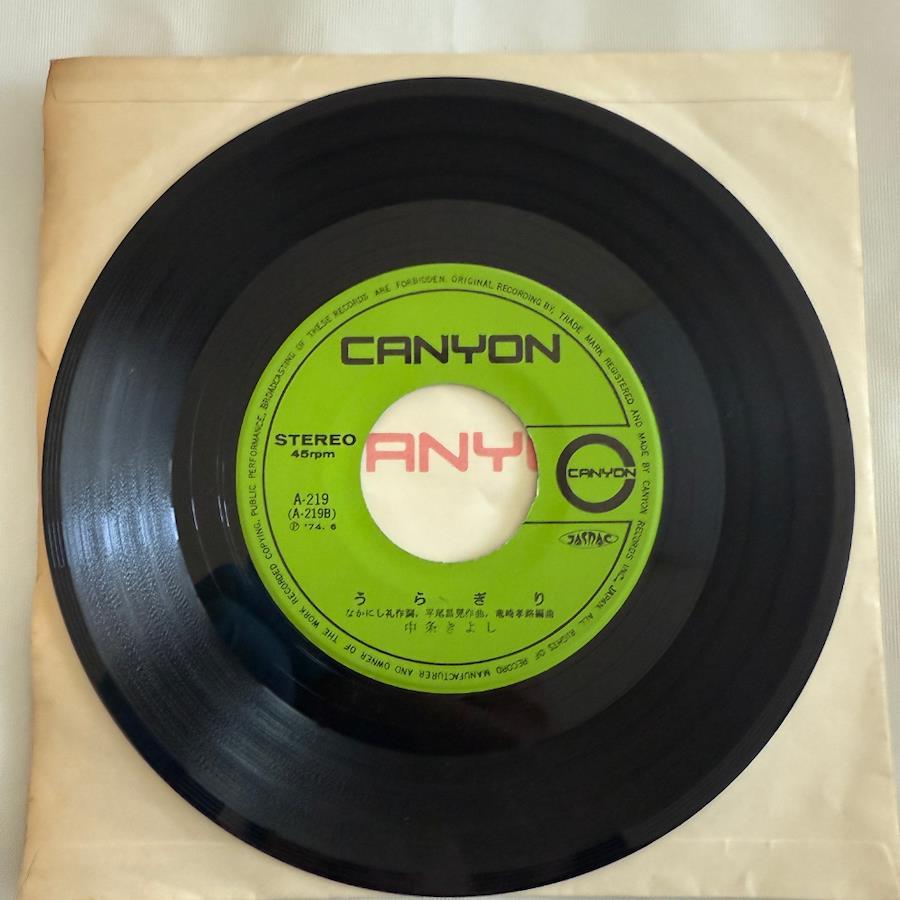 CANYON
STEREO
45rpm
ANY
CANYON
A-219
(A-219B)
Ⓟ '74. 6
JASRAC
うらぎり
なかにし礼作詞, 平尾昌晃作曲, 竜崎孝路編曲
中条きよし
ALL RIGHTS OF RECORD MANUFACTURER AND OWNER OF THE WORK RECORDED COPYING, PUBLIC PERFORMANCE, BROADCASTING OF THESE RECORDS ARE FORBIDDEN. ORIGINAL RECORDING BY, TRADE MARK REGISTERED AND MADE BY CANYON RECORDS INC., JAPAN.